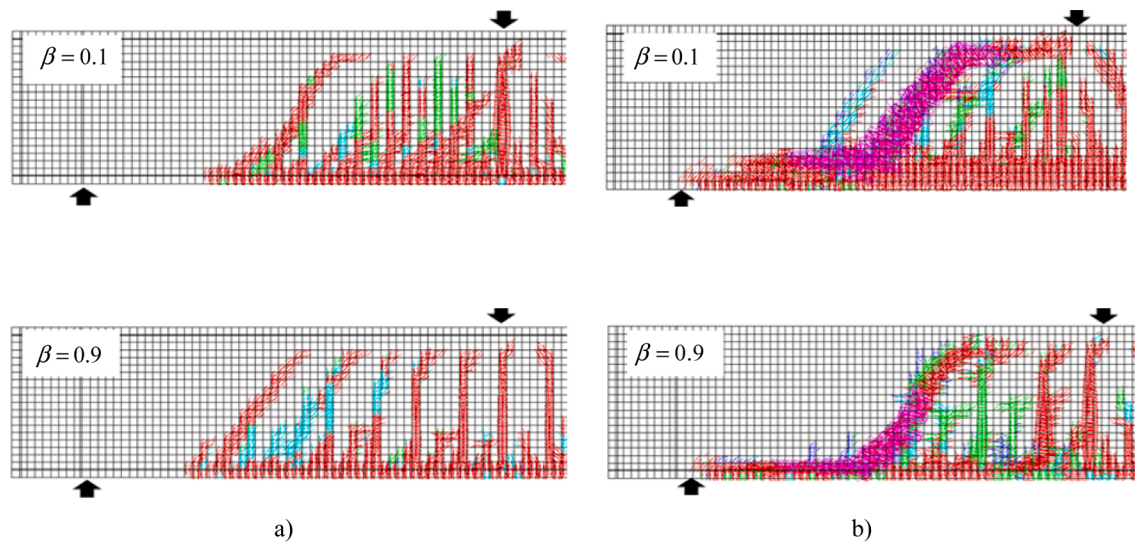 β = 0.1
β = 0.1
β = 0.9
β = 0.9
a)
b)